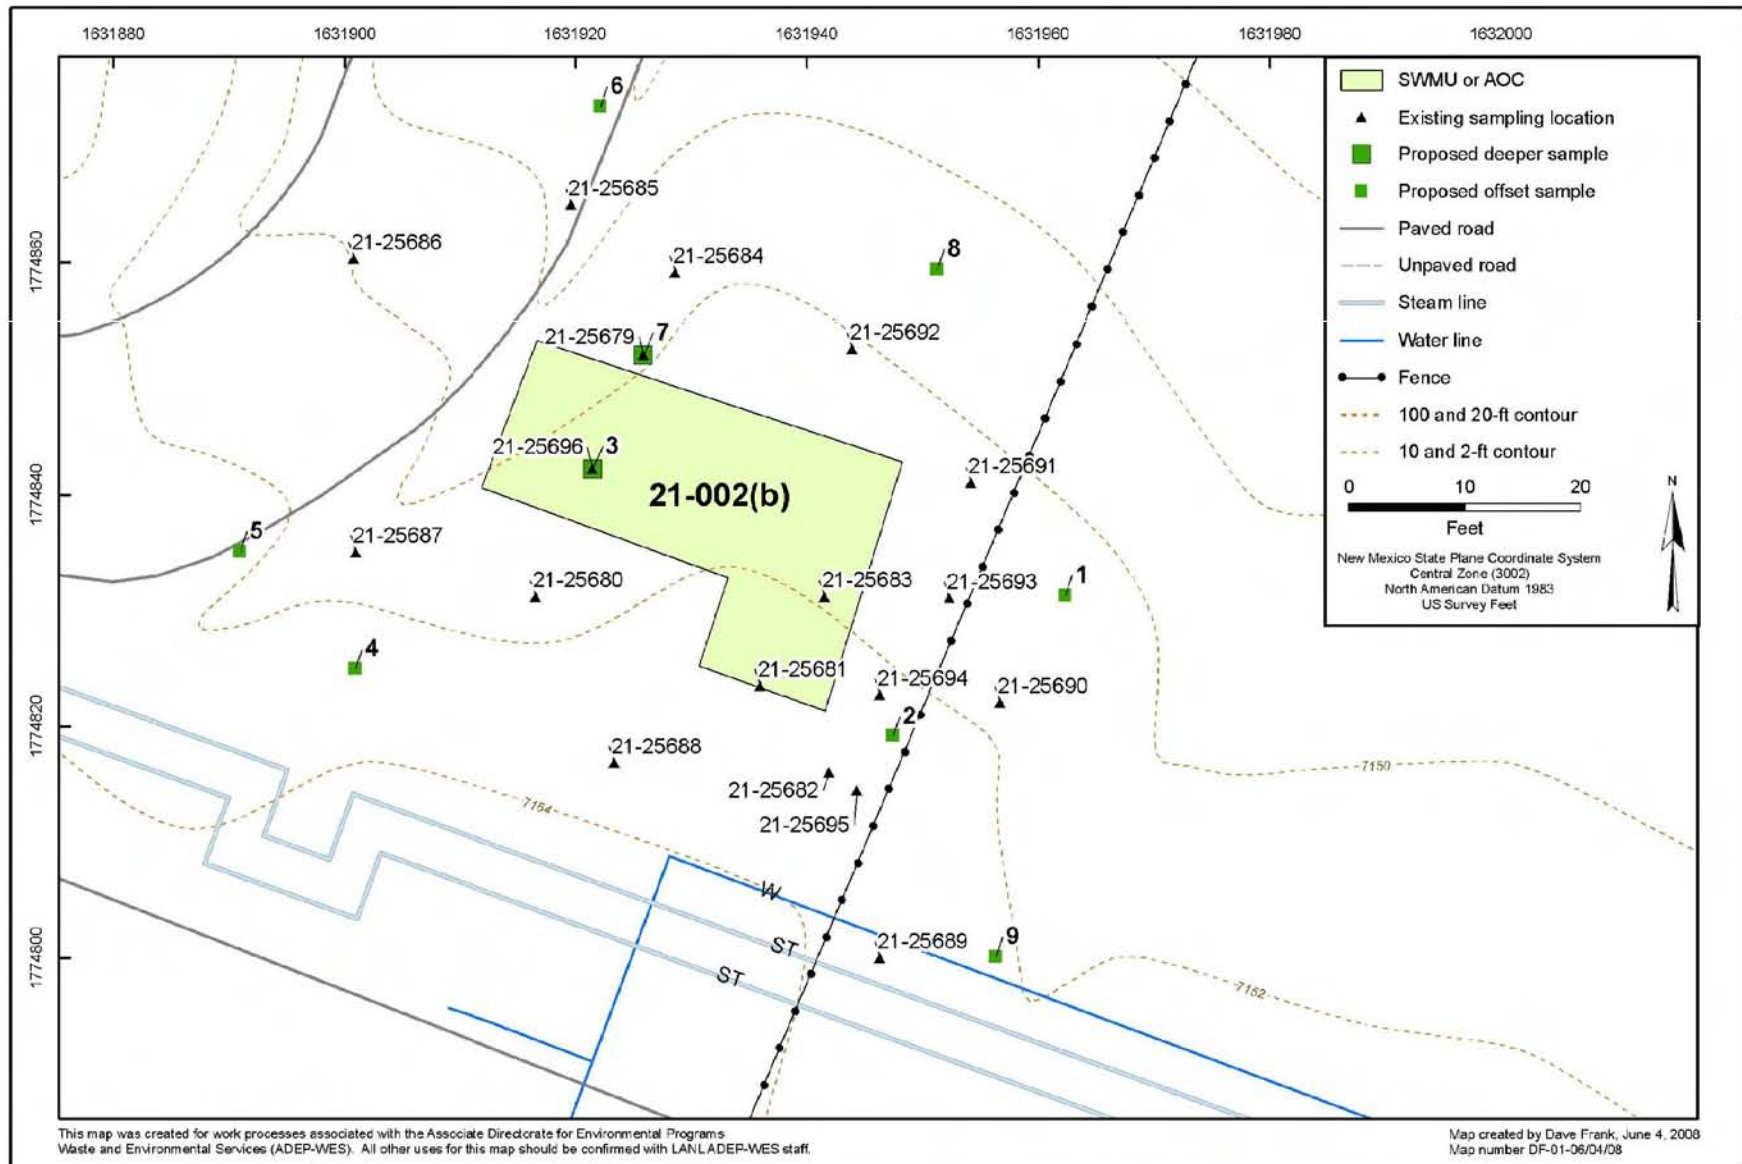 1631880 1631900 1631920 1631940 1631960 1631980 1632000
1774860
1774840
1774820
1774800
6
21-25685
21-25686
21-25684
8
21-25679 7
21-25692
21-25696 3
21-002(b)
21-25691
5
21-25687
21-25680
21-25683
21-25693
1
4
21-25681
21-25694
21-25690
2
21-25688
21-25682
21-25695
7150
7154
W
ST
ST
21-25689
9
7152
SWMU or AOC
Existing sampling location
Proposed deeper sample
Proposed offset sample
Paved road
Unpaved road
Steam line
Water line
Fence
100 and 20-ft contour
10 and 2-ft contour
0 10 20
Feet
N
New Mexico State Plane Coordinate System
Central Zone (3002)
North American Datum 1983
US Survey Feet
This map was created for work processes associated with the Associate Directorate for Environmental Programs
Waste and Environmental Services (ADEP-WES). All other uses for this map should be confirmed with LANL ADEP-WES staff.
Map created by Dave Frank, June 4, 2008
Map number DF-01-06/04/08